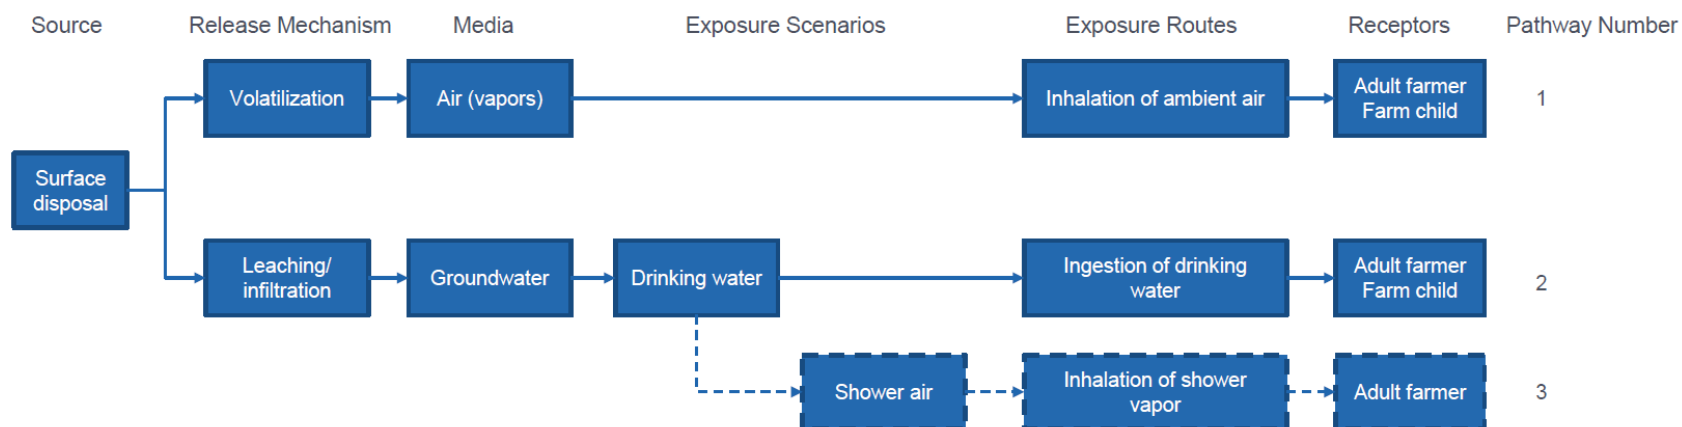 Source
Release Mechanism
Media
Exposure Scenarios
Exposure Routes
Receptors
Pathway Number
Volatilization
Air (vapors)
Inhalation of ambient air
Adult farmer
Farm child
1
Surface
disposal
Leaching/
infiltration
Groundwater
Drinking water
Ingestion of drinking
water
Adult farmer
Farm child
2
Shower air
Inhalation of shower
vapor
Adult farmer
3